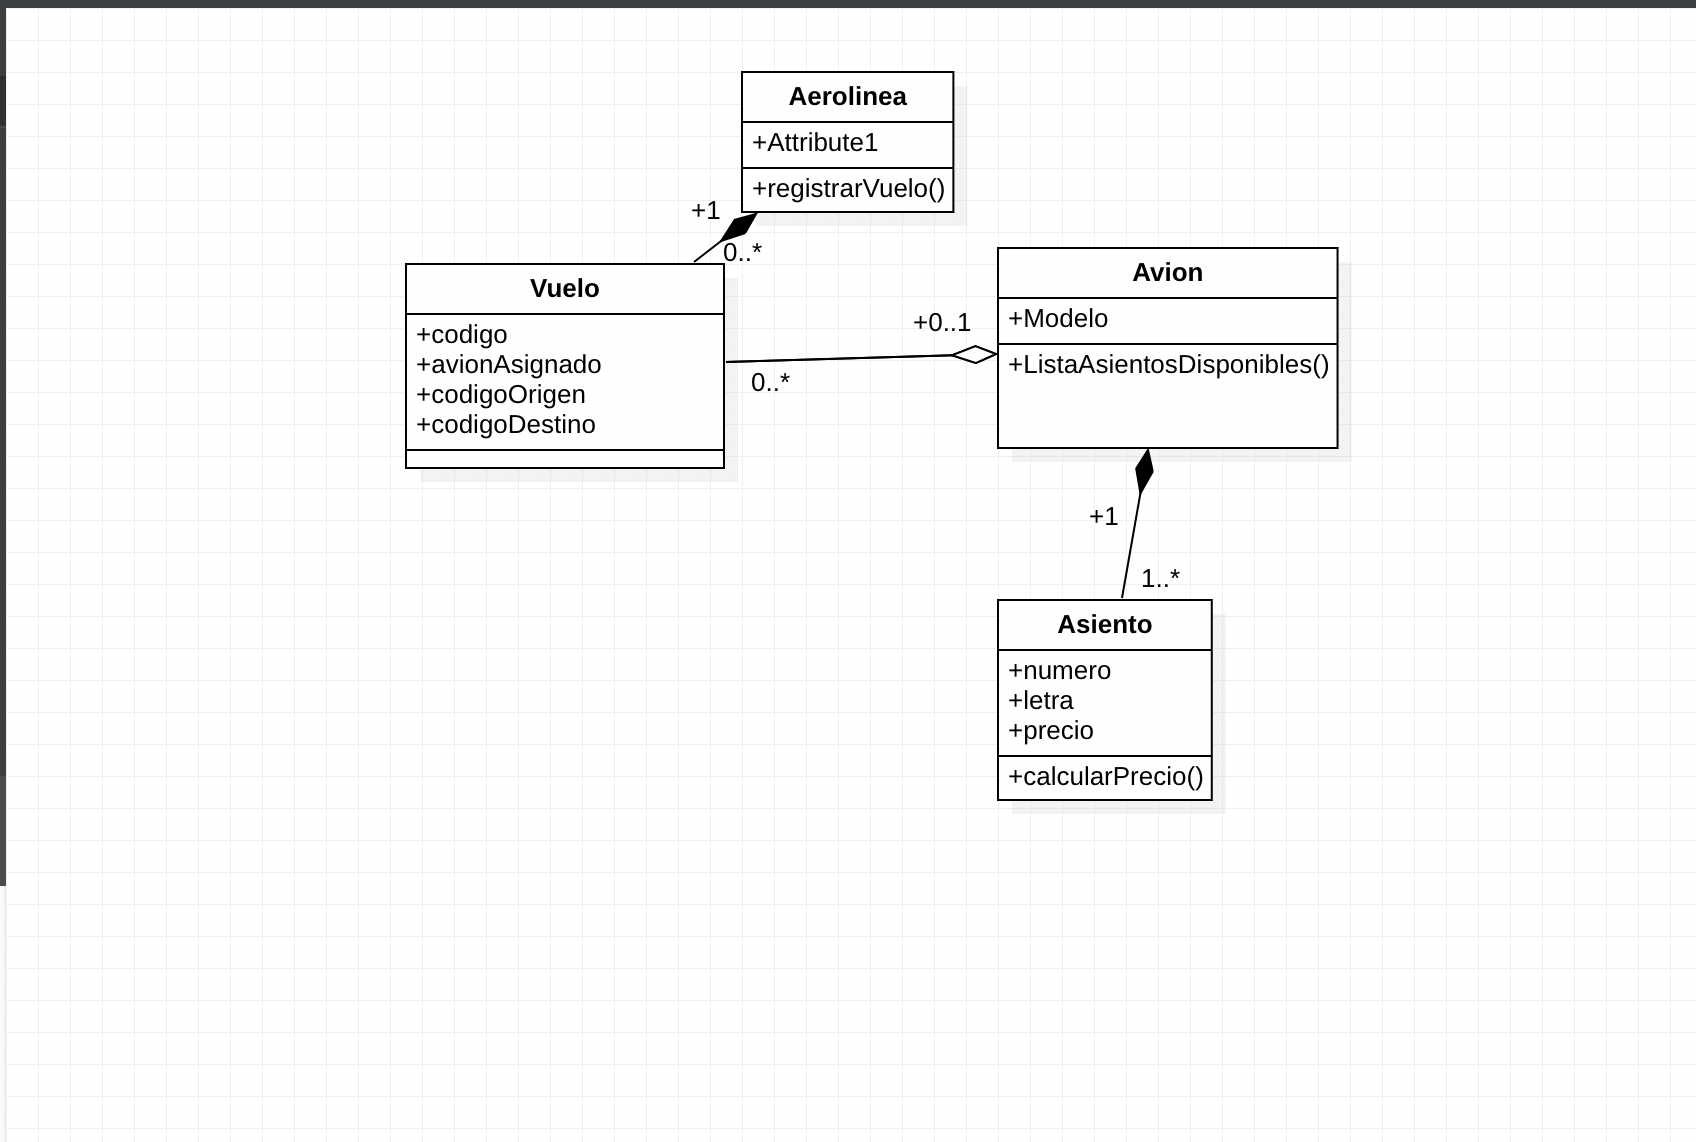 Aerolinea
+Attribute1
+registrarVuelo()
+1
0..*
Vuelo
+codigo
+avionAsignado
+codigoOrigen
+codigoDestino
+0..1
0..*
Avion
+Modelo
+ListaAsientosDisponibles()
+1
1..*
Asiento
+numero
+letra
+precio
+calcularPrecio()